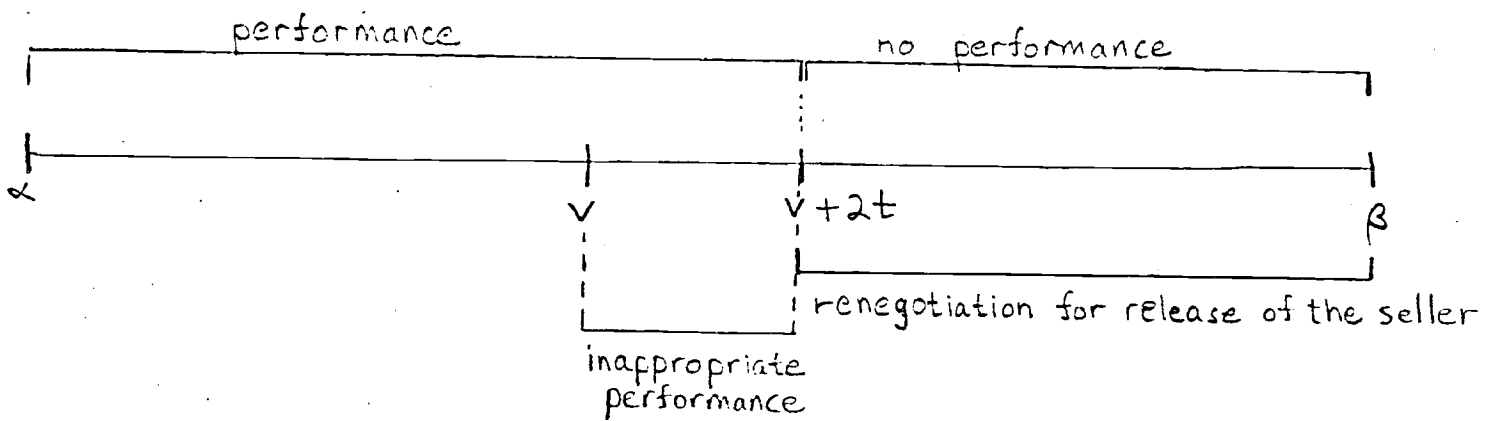 performance
no performance
α
v
v+2t
β
renegotiation for release of the seller
inappropriate
performance